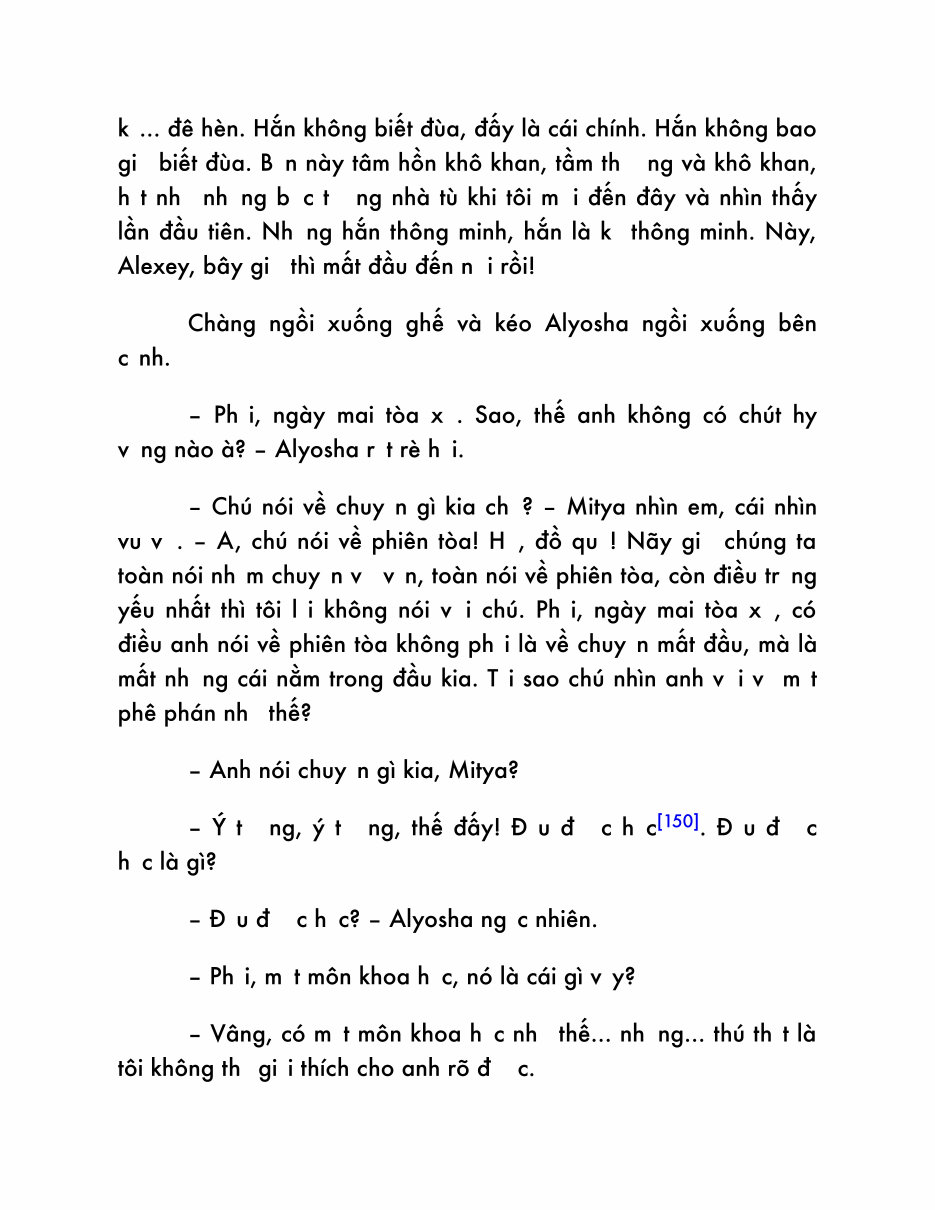 k ... đê hèn. Hắn không biết đùa, đấy là cái chính. Hắn không bao
gi biết đùa. B n này tâm hồn khô khan, tầm th ng và khô khan,
h t nh nh ng b c t ng nhà tù khi tôi m i đến đây và nhìn thấy
lần đầu tiên. Nh ng hắn thông minh, hắn là k thông minh. Này,
Alexey, bây gi thì mất đầu đến n i rồi!
Chàng ngồi xuống ghế và kéo Alyosha ngồi xuống bên
c nh.
– Ph i, ngày mai tòa x . Sao, thế anh không có chút hy
v ng nào à? – Alyosha r t rè h i.
– Chú nói về chuy n gì kia ch ? – Mitya nhìn em, cái nhìn
vu v . – A, chú nói về phiên tòa! H , đồ qu ! Nãy gi chúng ta
toàn nói nh m chuy n v v n, toàn nói về phiên tòa, còn điều tr ng
yếu nhất thì tôi l i không nói v i chú. Ph i, ngày mai tòa x , có
điều anh nói về phiên tòa không ph i là về chuy n mất đầu, mà là
mất nh ng cái nằm trong đầu kia. T i sao chú nhìn anh v i v m t
phê phán nh thế?
– Anh nói chuy n gì kia, Mitya?
– Ý t ng, ý t ng, thế đấy! Đ u đ c h c[150]. Đ u đ c
h c là gì?
– Đ u đ c h c? – Alyosha ng c nhiên.
– Ph i, m t môn khoa h c, nó là cái gì v y?
– Vâng, có m t môn khoa h c nh thế... nh ng... thú th t là
tôi không th gi i thích cho anh rõ đ c.